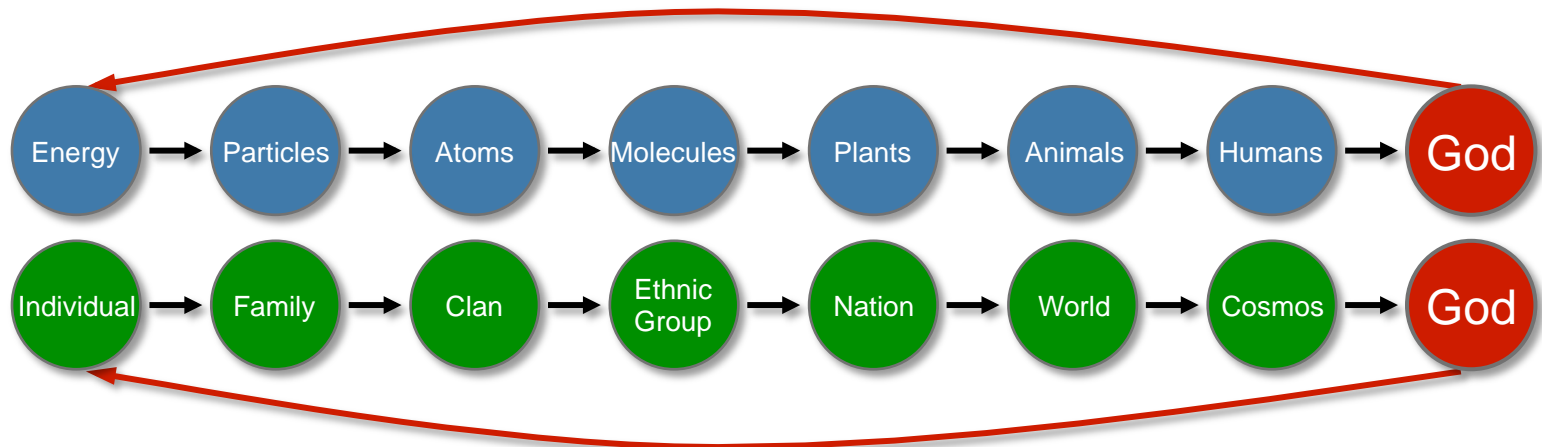 Energy
Particles
Atoms
Molecules
Plants
Animals
Humans
God
Individual
Family
Clan
Ethnic
Group
Nation
World
Cosmos
God